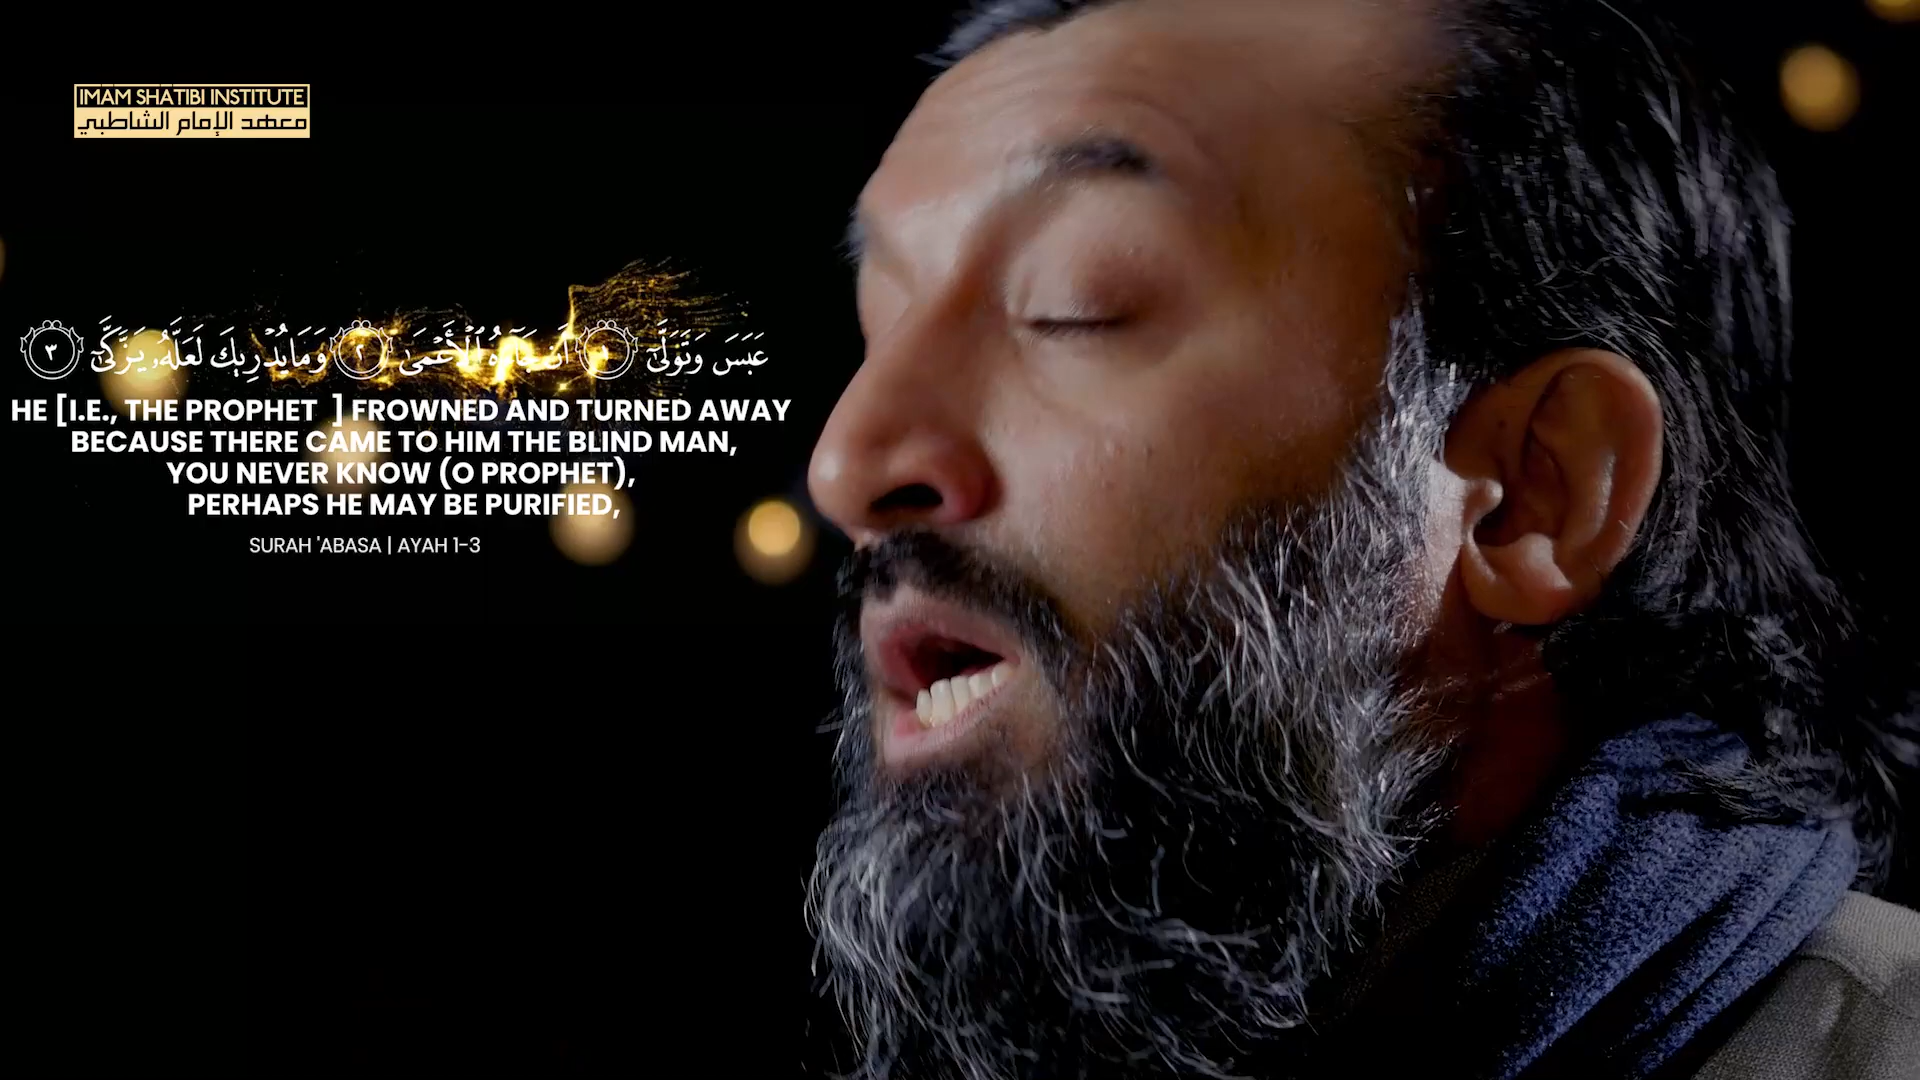 IMAM SHATIBI INSTITUTE
معهد الإمام الشاطبي
عَبَسَ وَتَوَلَّىٰٓ ١ أَن جَآءَهُ ٱلْأَعْمَىٰ ٢ وَمَا يُدْرِيكَ لَعَلَّهُۥ يَزَّكَّىٰٓ ٣
HE [I.E., THE PROPHET ] FROWNED AND TURNED AWAY
BECAUSE THERE CAME TO HIM THE BLIND MAN,
YOU NEVER KNOW (O PROPHET),
PERHAPS HE MAY BE PURIFIED,
SURAH 'ABASA | AYAH 1-3